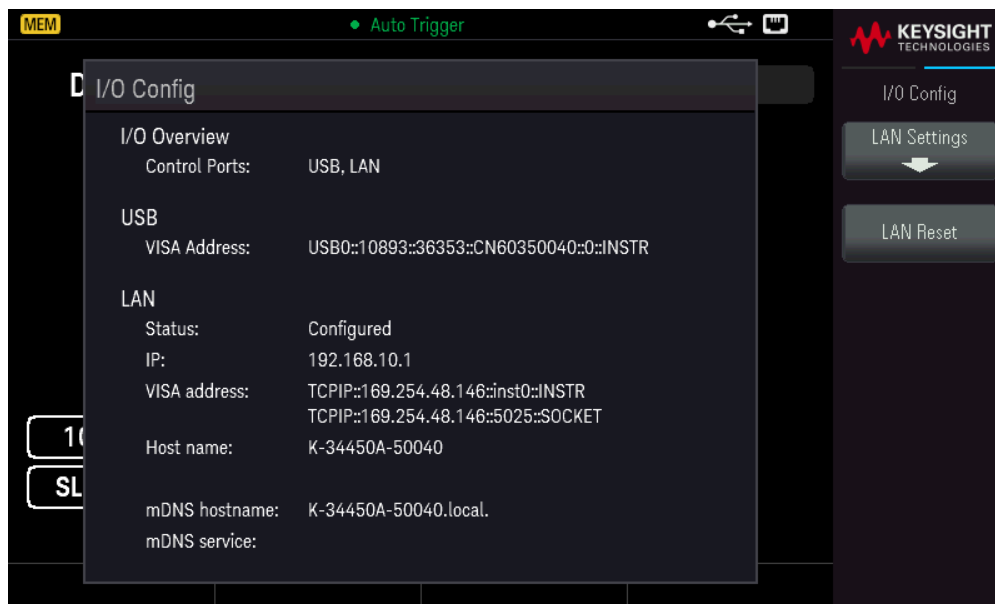 MEM
Auto Trigger
KEYSIGHT
TECHNOLOGIES
D
I/O Config
I/O Overview
Control Ports: USB, LAN
USB
VISA Address: USB0::10893::36353::CN60350040::0::INSTR
LAN
Status: Configured
IP: 192.168.10.1
VISA address: TCPIP::169.254.48.146::inst0::INSTR
TCPIP::169.254.48.146::5025::SOCKET
Host name: K-34450A-50040
mDNS hostname: K-34450A-50040.local.
mDNS service:
10
SL
I/O Config
LAN Settings
LAN Reset